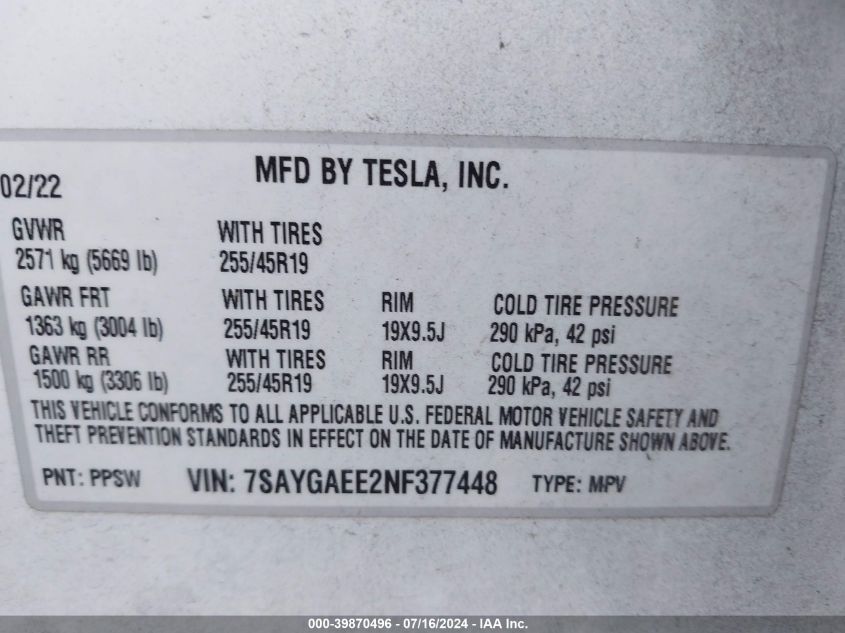 MFD BY TESLA, INC.
02/22
GVWR WITH TIRES
2571 kg (5669 lb) 255/45R19
GAWR FRT WITH TIRES RIM COLD TIRE PRESSURE
1363 kg (3004 lb) 255/45R19 19X9.5J 290 kPa, 42 psi
GAWR RR WITH TIRES RIM COLD TIRE PRESSURE
1500 kg (3306 lb) 255/45R19 19X9.5J 290 kPa, 42 psi
THIS VEHICLE CONFORMS TO ALL APPLICABLE U.S. FEDERAL MOTOR VEHICLE SAFETY AND
THEFT PREVENTION STANDARDS IN EFFECT ON THE DATE OF MANUFACTURE SHOWN ABOVE.
PNT: PPSW VIN: 7SAYGAEE2NF377448 TYPE: MPV
000-39870496 - 07/16/2024 - IAA Inc.